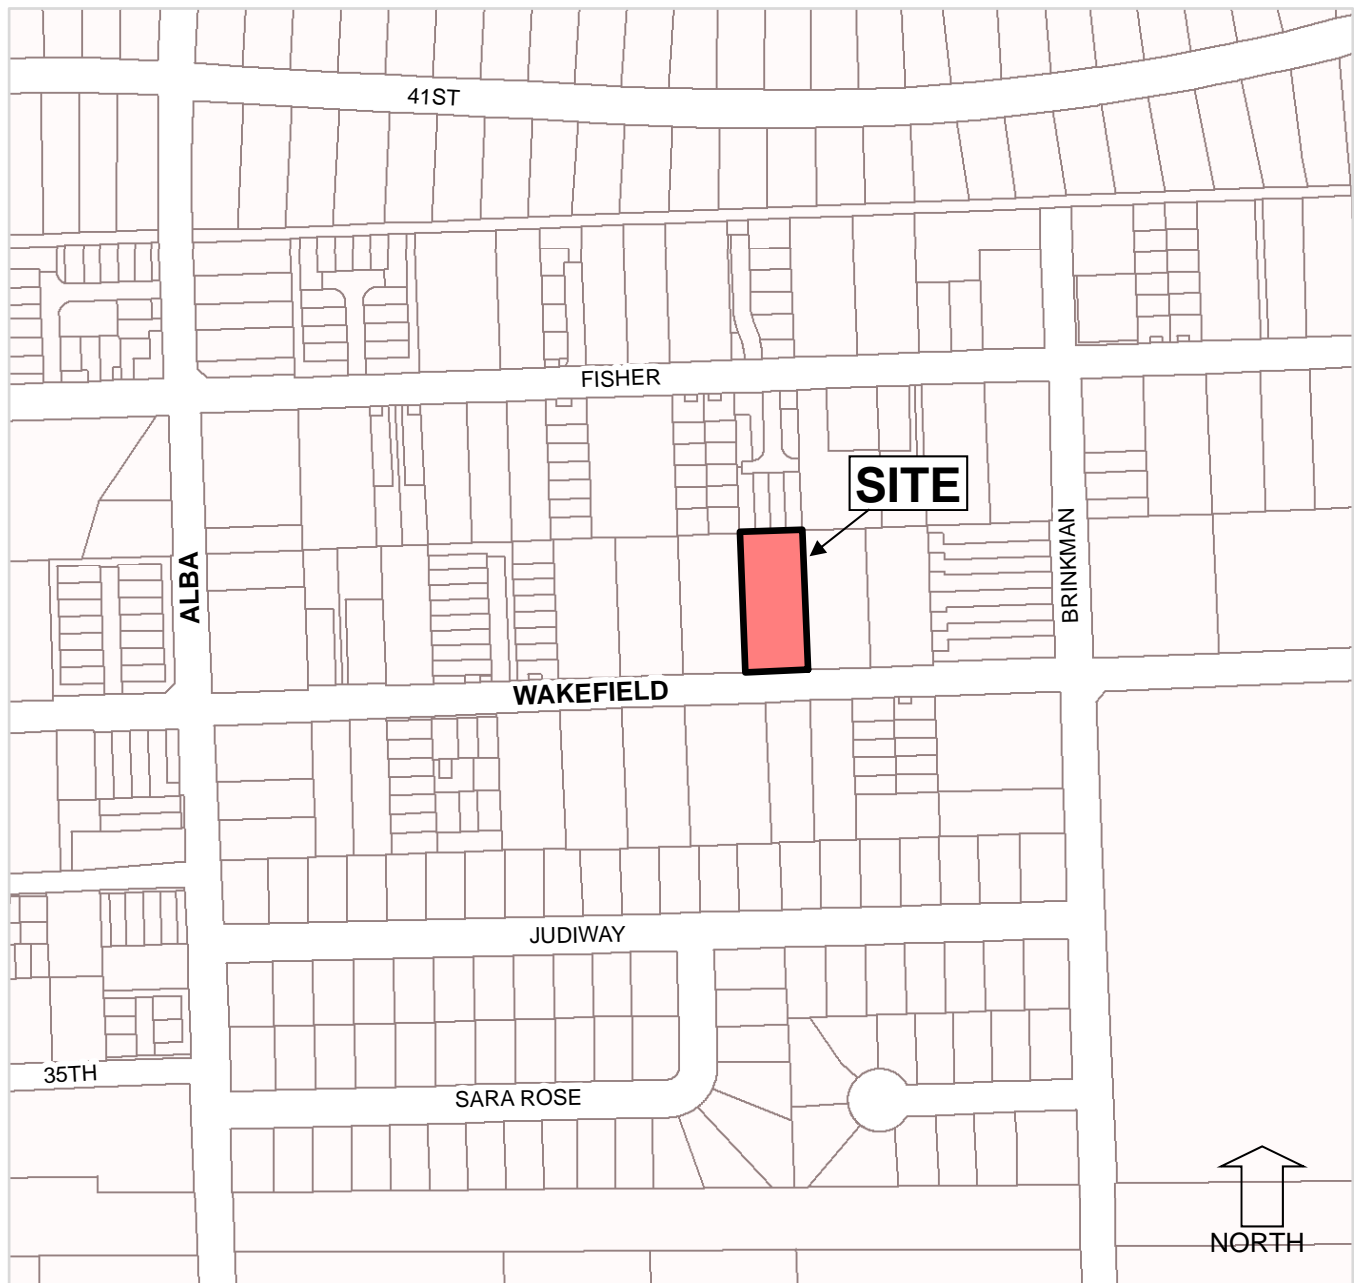 41ST
FISHER
SITE
ALBA
BRINKMAN
WAKEFIELD
JUDIWAY
35TH
SARA ROSE
NORTH